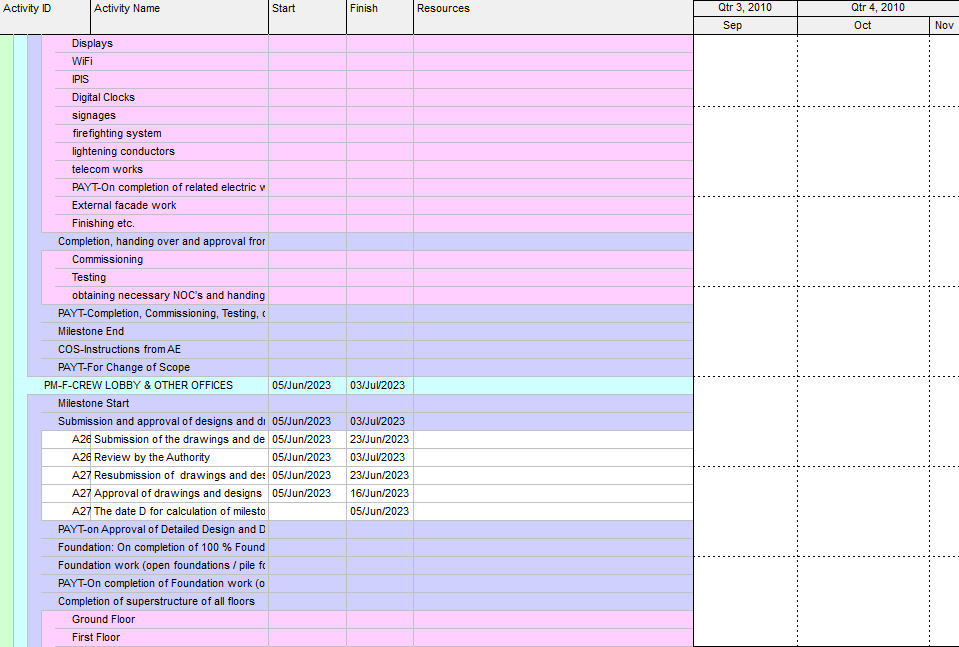 Activity ID Activity Name Start Finish Resources Qtr 3, 2010 Qtr 4, 2010
Sep Oct Nov
Displays
WiFi
IPIS
Digital Clocks
signages
firefighting system
lightening conductors
telecom works
PAYT-On completion of related electric w
External facade work
Finishing etc.
Completion, handing over and approval fror
Commissioning
Testing
obtaining necessary NOC's and handing
PAYT-Completion, Commissioning, Testing, c
Milestone End
COS-Instructions from AE
PAYT-For Change of Scope
PM-F-CREW LOBBY & OTHER OFFICES 05/Jun/2023 03/Jul/2023
Milestone Start
Submission and approval of designs and dr 05/Jun/2023 03/Jul/2023
A26 Submission of the drawings and de 05/Jun/2023 23/Jun/2023
A26 Review by the Authority 05/Jun/2023 03/Jul/2023
A27 Resubmission of drawings and des 05/Jun/2023 23/Jun/2023
A27 Approval of drawings and designs 05/Jun/2023 16/Jun/2023
A27 The date D for calculation of milesto 05/Jun/2023
PAYT-on Approval of Detailed Design and D
Foundation: On completion of 100 % Found
Foundation work (open foundations / pile fo
PAYT-On completion of Foundation work (o
Completion of superstructure of all floors
Ground Floor
First Floor